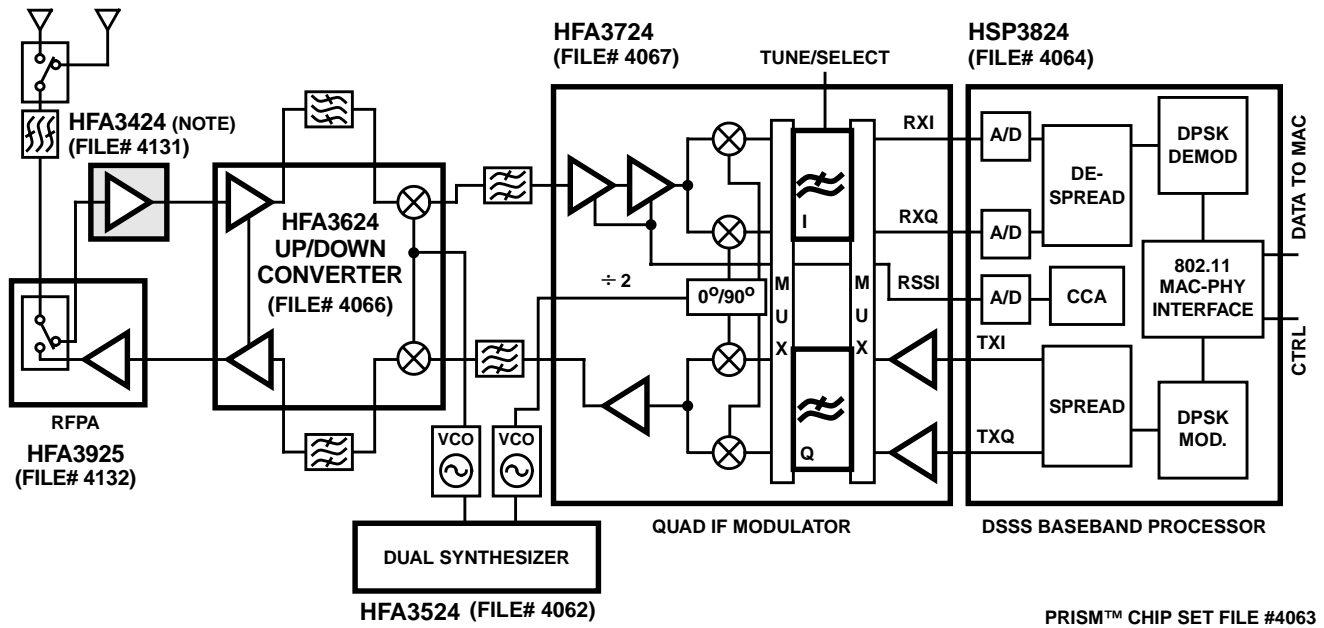 HFA3724
(FILE# 4067)
TUNE/SELECT
HSP3824
(FILE# 4064)
HFA3424 (NOTE)
(FILE# 4131)
HFA3624
UP/DOWN
CONVERTER
(FILE# 4066)
RXI
RXQ
RSSI
TXI
TXQ
I
Q
M
U
X
M
U
X
÷ 2
0°/90°
A/D
A/D
A/D
DE-
SPREAD
DPSK
DEMOD
CCA
802.11
MAC-PHY
INTERFACE
SPREAD
DPSK
MOD.
DATA TO MAC
CTRL
RFPA
HFA3925
(FILE# 4132)
VCO
VCO
DUAL SYNTHESIZER
HFA3524 (FILE# 4062)
QUAD IF MODULATOR
DSSS BASEBAND PROCESSOR
PRISM™ CHIP SET FILE #4063